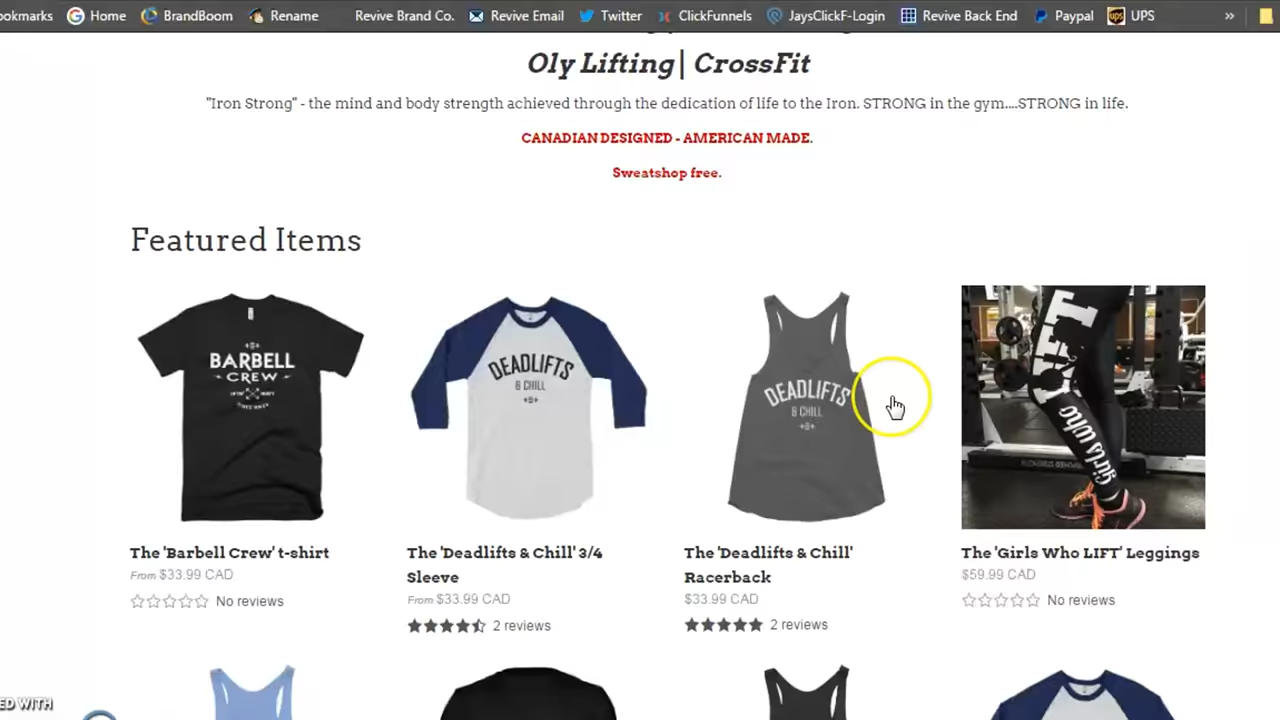 ookmarks Home BrandBoom Rename Revive Brand Co. Revive Email Twitter ClickFunnels JaysClickF-Login Revive Back End Paypal UPS »
Oly Lifting | CrossFit
"Iron Strong" - the mind and body strength achieved through the dedication of life to the Iron. STRONG in the gym....STRONG in life.
CANADIAN DESIGNED - AMERICAN MADE.
Sweatshop free.
Featured Items
BARBELL
CREW
DEADLIFTS
& CHILL
DEADLIFTS
& CHILL
LIFT
girls who
The 'Barbell Crew' t-shirt
From $33.99 CAD
No reviews
The 'Deadlifts & Chill' 3/4
Sleeve
From $33.99 CAD
2 reviews
The 'Deadlifts & Chill'
Racerback
$33.99 CAD
2 reviews
The 'Girls Who LIFT' Leggings
$59.99 CAD
No reviews
ED WITH